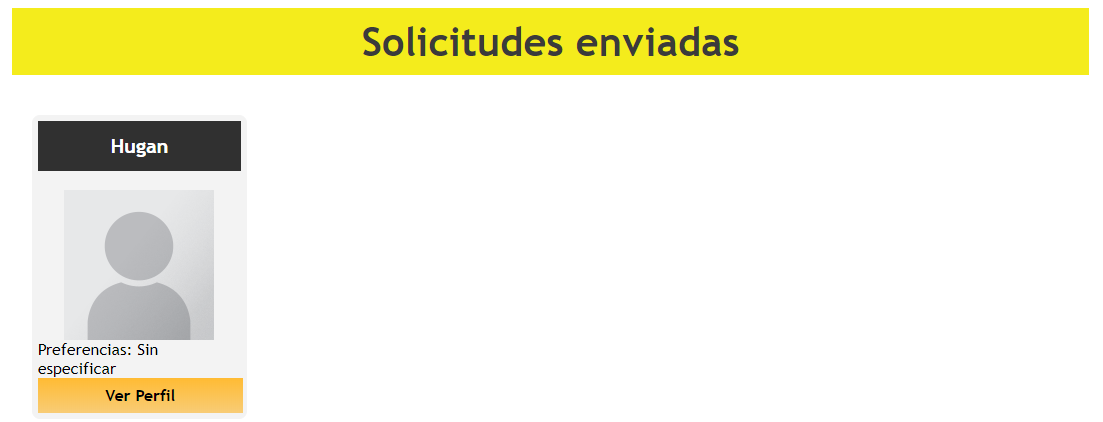 Solicitudes enviadas
Hugan
Preferencias: Sin
especificar
Ver Perfil